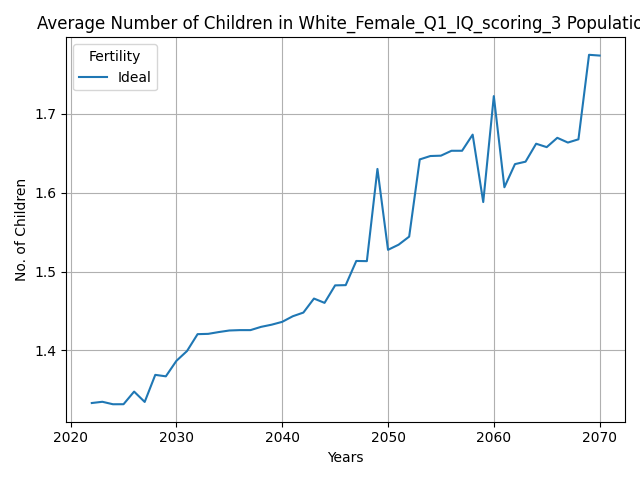 Average Number of Children in White_Female_Q1_IQ_scoring_3 Populatio
Fertility
Ideal
No. of Children
1.7
1.6
1.5
1.4
2020 2030 2040 2050 2060 2070
Years